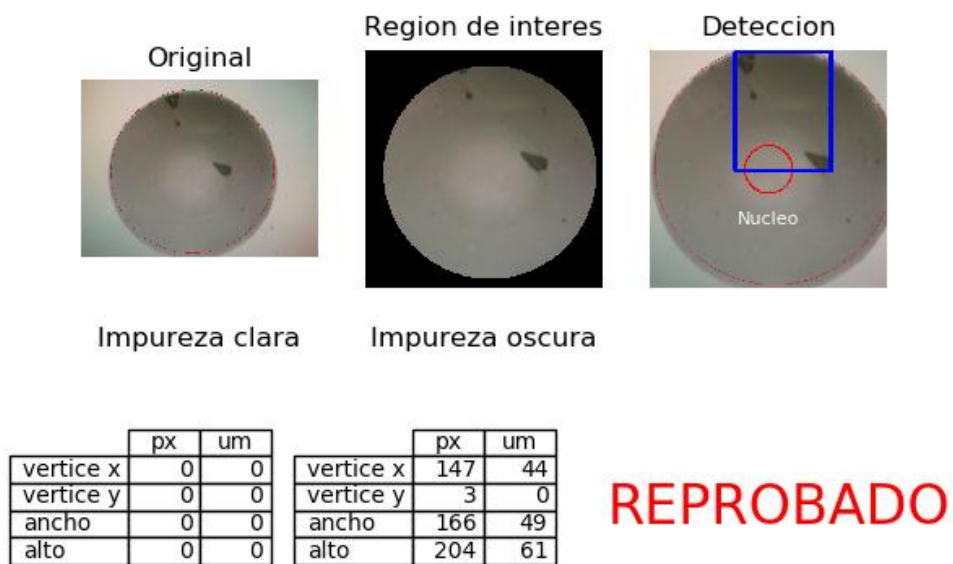 Original
Region de interes
Deteccion
Nucleo
Impureza clara
Impureza oscura
px um
vertice x 0 0
vertice y 0 0
ancho 0 0
alto 0 0
px um
vertice x 147 44
vertice y 3 0
ancho 166 49
alto 204 61
REPROBADO